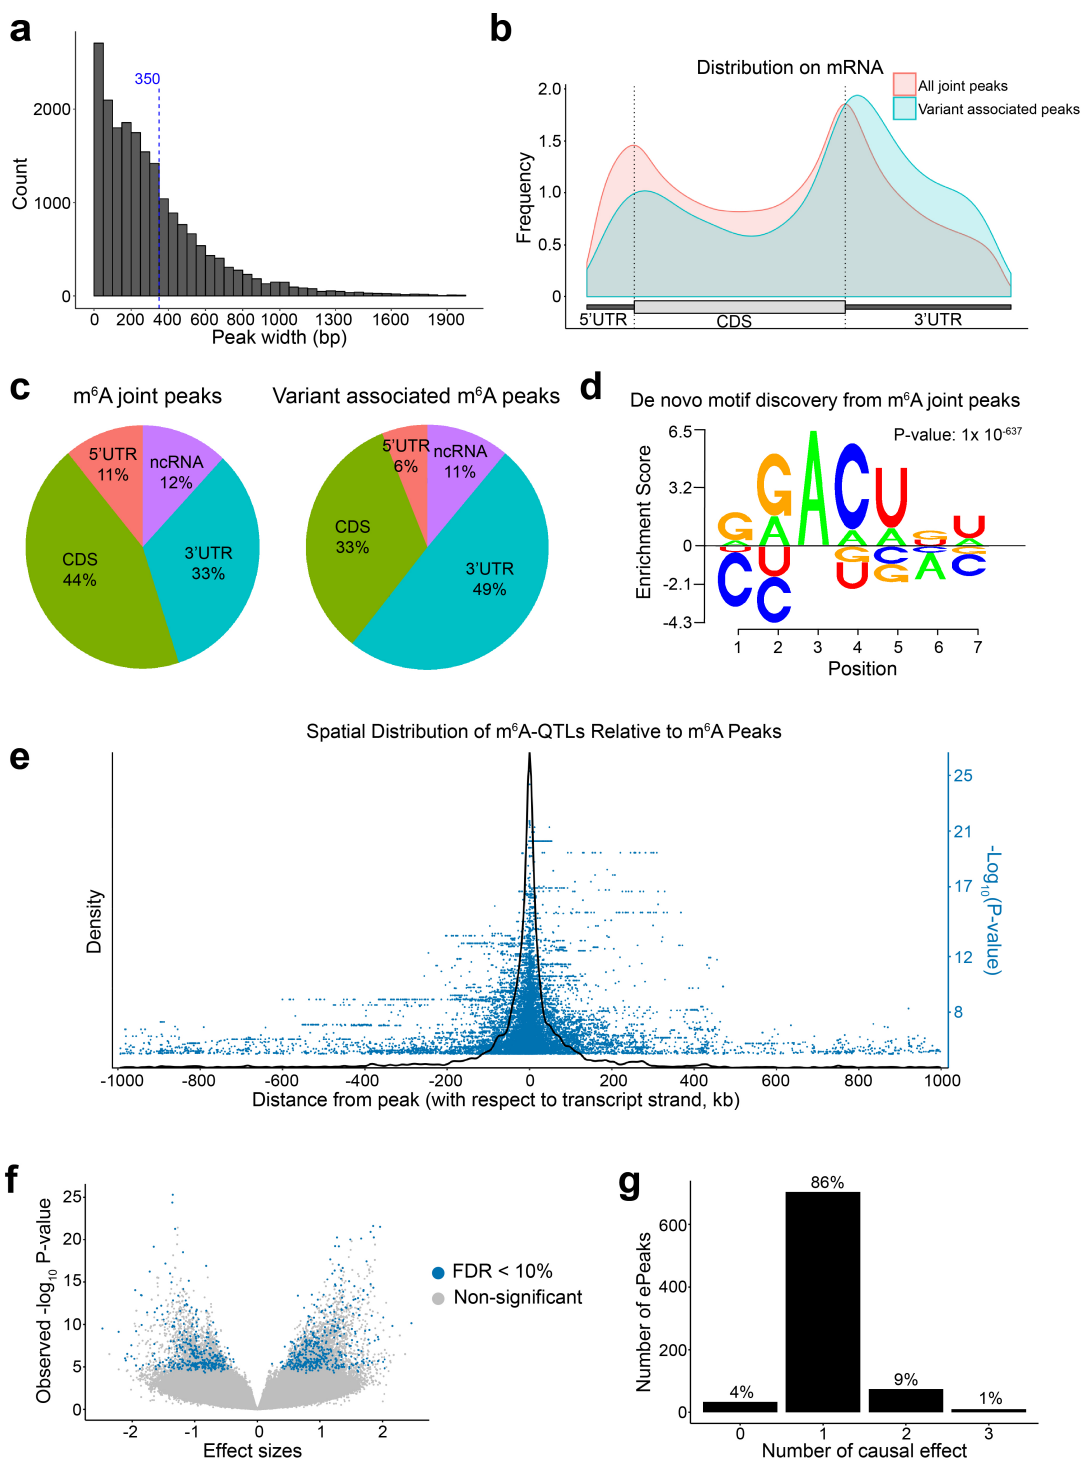 a
350
Count
2000
1000
0
0 200 400 600 800 1000 1300 1600 1900
Peak width (bp)
b
Distribution on mRNA
All joint peaks
Variant associated peaks
Frequency
2.0
1.5
1.0
0.5
0
5'UTR CDS 3'UTR
c
m⁶A joint peaks
5'UTR
11%
ncRNA
12%
CDS
44%
3'UTR
33%
Variant associated m⁶A peaks
5'UTR
6%
ncRNA
11%
CDS
33%
3'UTR
49%
d
De novo motif discovery from m⁶A joint peaks
P-value: 1x 10⁻⁶³⁷
Enrichment Score
6.5
3.2
0
-2.1
-4.3
G A U C
G A U C
A
C A G U
U A C G
G U C A
U A G C
1 2 3 4 5 6 7
Position
e
Spatial Distribution of m⁶A-QTLs Relative to m⁶A Peaks
Density
25
21
17
12
8
-Log₁₀(P-value)
-1000 -800 -600 -400 -200 0 200 400 600 800 1000
Distance from peak (with respect to transcript strand, kb)
f
Observed -log₁₀ P-value
25
20
15
10
5
0
-2 -1 0 1 2
Effect sizes
FDR < 10%
Non-significant
g
Number of ePeaks
600
400
200
0
4%
86%
9%
1%
0 1 2 3
Number of causal effect